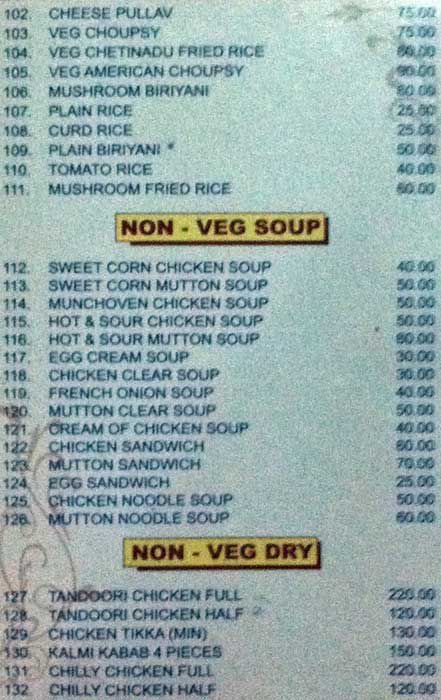 102. CHEESE PULLAV 75.00
103. VEG CHOUPSY 75.00
104. VEG CHETINADU FRIED RICE 60.00
105. VEG AMERICAN CHOUPSY 90.00
106. MUSHROOM BIRIYANI 60.00
107. PLAIN RICE 25.00
108. CURD RICE 25.00
109. PLAIN BIRIYANI 50.00
110. TOMATO RICE 40.00
111. MUSHROOM FRIED RICE 60.00
NON - VEG SOUP
112. SWEET CORN CHICKEN SOUP 40.00
113. SWEET CORN MUTTON SOUP 50.00
114. MUNCHOVEN CHICKEN SOUP 50.00
115. HOT & SOUR CHICKEN SOUP 50.00
116. HOT & SOUR MUTTON SOUP 60.00
117. EGG CREAM SOUP 30.00
118. CHICKEN CLEAR SOUP 30.00
119. FRENCH ONION SOUP 40.00
120. MUTTON CLEAR SOUP 50.00
121. CREAM OF CHICKEN SOUP 40.00
122. CHICKEN SANDWICH 60.00
123. MUTTON SANDWICH 70.00
124. EGG SANDWICH 25.00
125. CHICKEN NOODLE SOUP 50.00
126. MUTTON NOODLE SOUP 60.00
NON - VEG DRY
127. TANDOORI CHICKEN FULL 220.00
128. TANDOORI CHICKEN HALF 120.00
129. CHICKEN TIKKA (MIN) 130.00
130. KALMI KABAB 4 PIECES 150.00
131. CHILLY CHICKEN FULL 220.00
132. CHILLY CHICKEN HALF 120.00